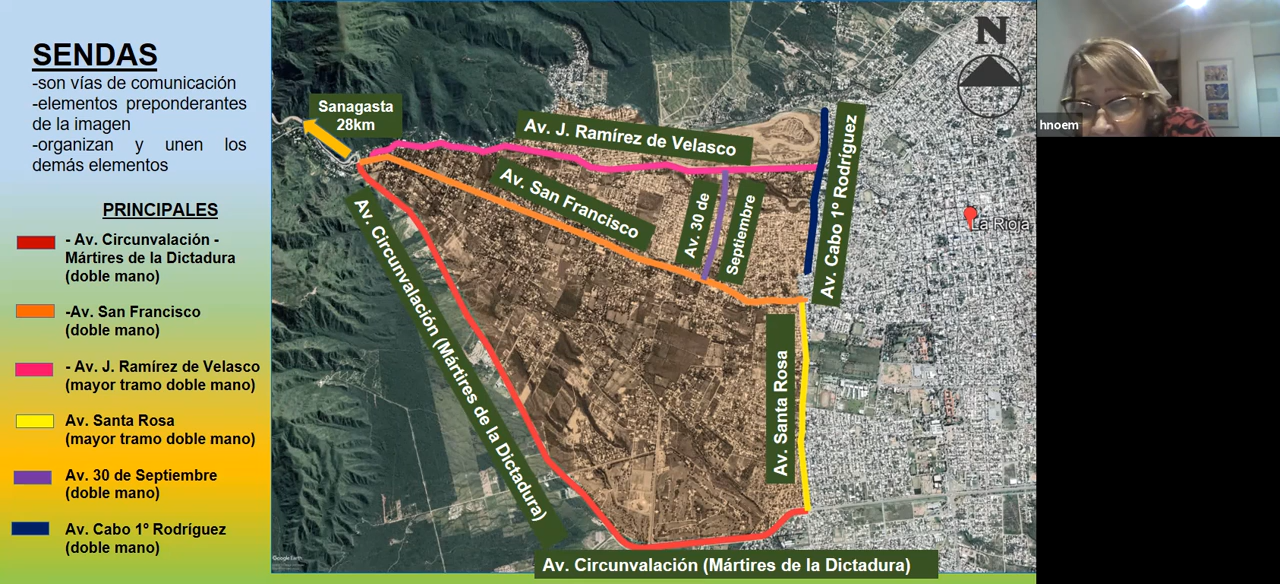 SENDAS
-son vías de comunicación
-elementos preponderantes
de la imagen
-organizan y unen los
demás elementos
PRINCIPALES
- Av. Circunvalación -
Mártires de la Dictadura
(doble mano)
-Av. San Francisco
(doble mano)
- Av. J. Ramírez de Velasco
(mayor tramo doble mano)
Av. Santa Rosa
(mayor tramo doble mano)
Av. 30 de Septiembre
(doble mano)
Av. Cabo 1º Rodríguez
(doble mano)
Sanagasta
28km
Av. J. Ramírez de Velasco
Av. San Francisco
Av. 30 de
Septiembre
Av. Cabo 1º Rodríguez
Av. Santa Rosa
Av. Circunvalación (Mártires de la Dictadura)
Av. Circunvalación (Mártires de la Dictadura)
N
La Rioja
Google Earth
hnoem